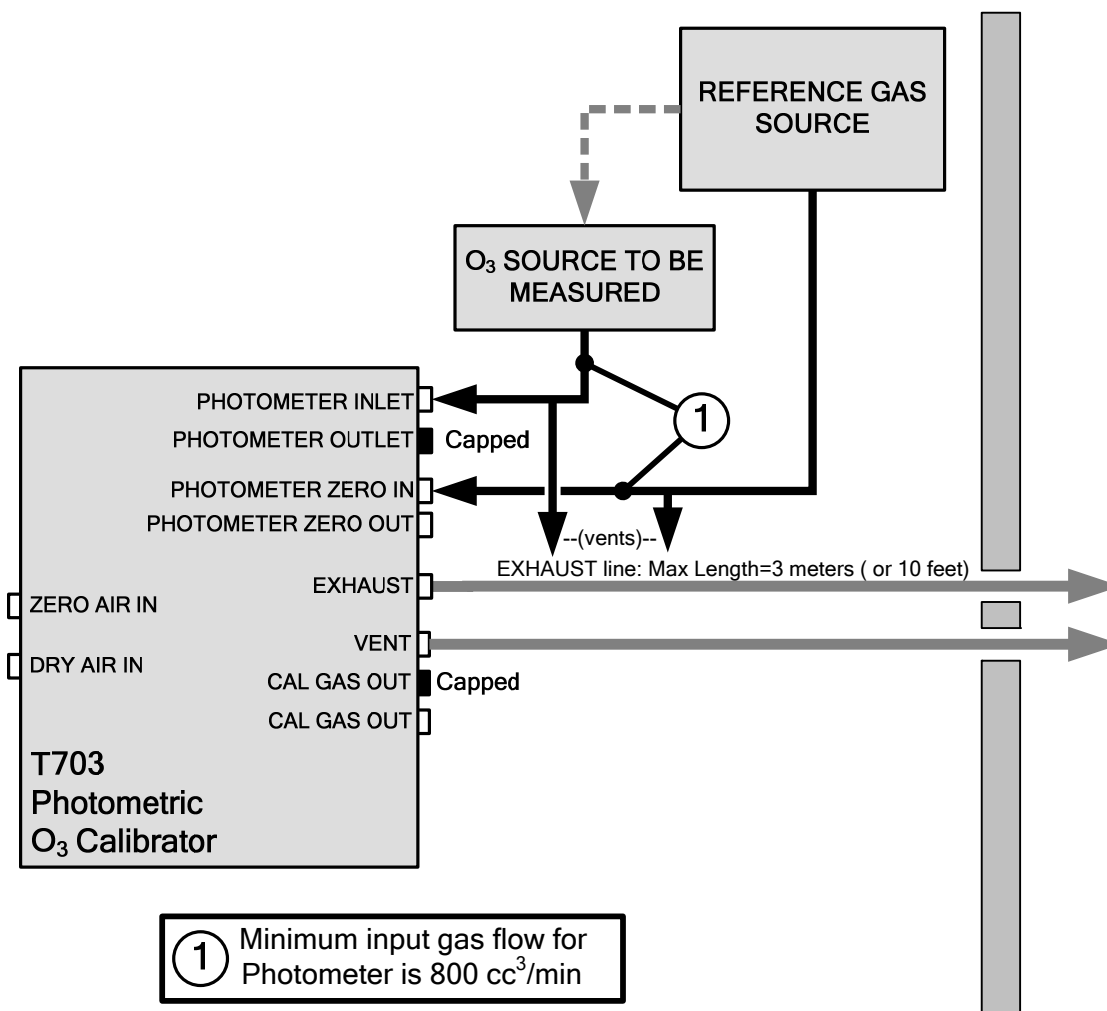 REFERENCE GAS
SOURCE
O₃ SOURCE TO BE
MEASURED
PHOTOMETER INLET
PHOTOMETER OUTLET Capped
1
PHOTOMETER ZERO IN
PHOTOMETER ZERO OUT
--(vents)--
EXHAUST line: Max Length=3 meters ( or 10 feet)
EXHAUST
ZERO AIR IN
VENT
DRY AIR IN
CAL GAS OUT Capped
CAL GAS OUT
T703
Photometric
O₃ Calibrator
1 Minimum input gas flow for
Photometer is 800 cc³/min